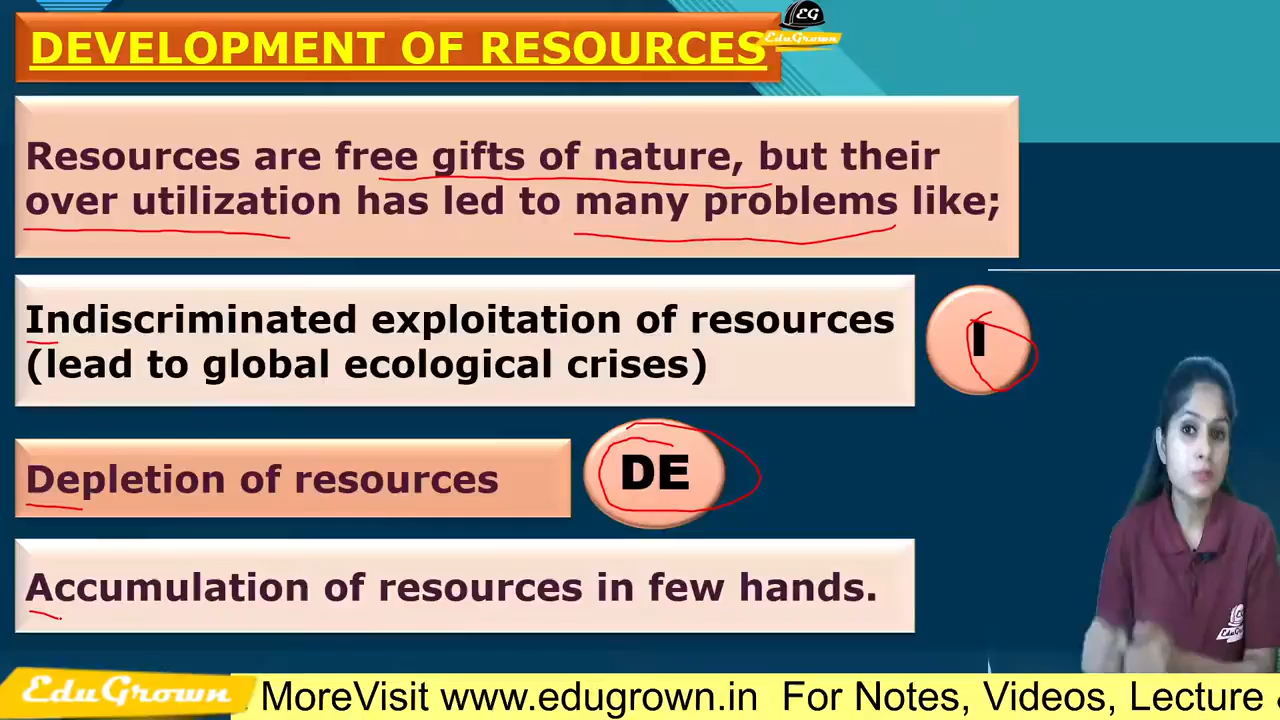 EG
EduGrown
DEVELOPMENT OF RESOURCES
Resources are free gifts of nature, but their
over utilization has led to many problems like;
Indiscriminated exploitation of resources
(lead to global ecological crises)
I
Depletion of resources
DE
Accumulation of resources in few hands.
EduGrown
EduGrown
MoreVisit www.edugrown.in For Notes, Videos, Lecture